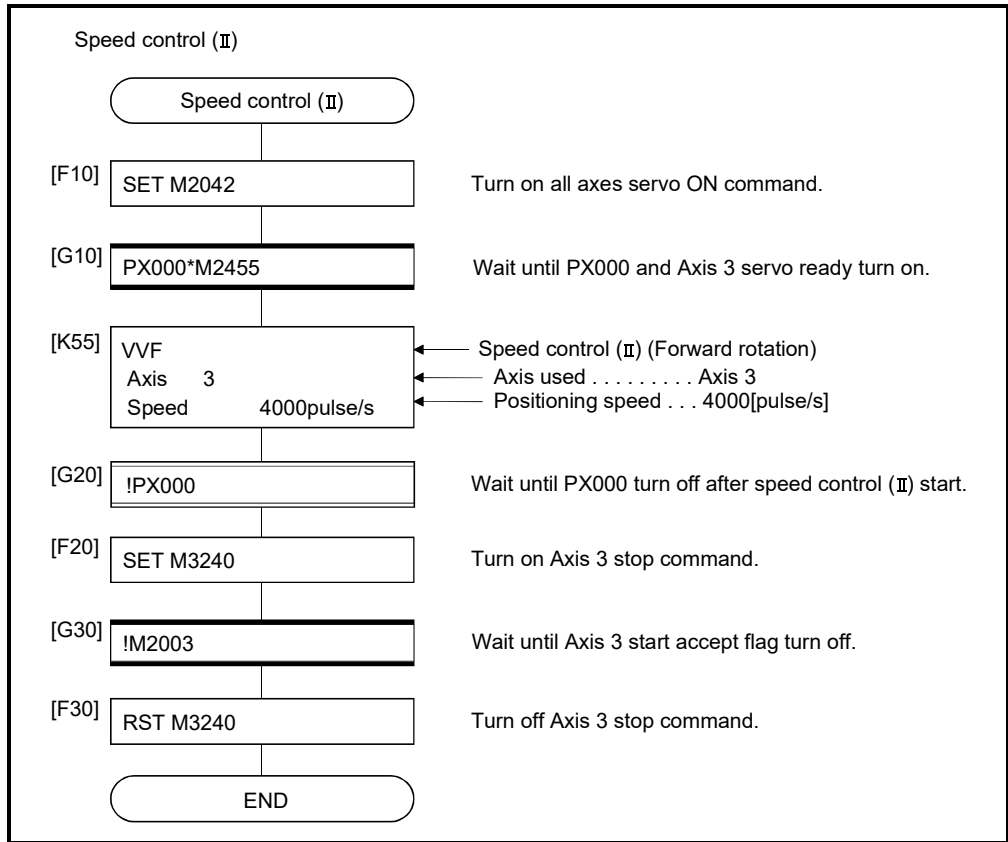 Speed control (Ⅱ)
Speed control (Ⅱ)
[F10] SET M2042 Turn on all axes servo ON command.
[G10] PX000*M2455 Wait until PX000 and Axis 3 servo ready turn on.
[K55] VVF Speed control (Ⅱ) (Forward rotation)
Axis 3 Axis used . . . . . . . . . Axis 3
Speed 4000pulse/s Positioning speed . . . 4000[pulse/s]
[G20] !PX000 Wait until PX000 turn off after speed control (Ⅱ) start.
[F20] SET M3240 Turn on Axis 3 stop command.
[G30] !M2003 Wait until Axis 3 start accept flag turn off.
[F30] RST M3240 Turn off Axis 3 stop command.
END